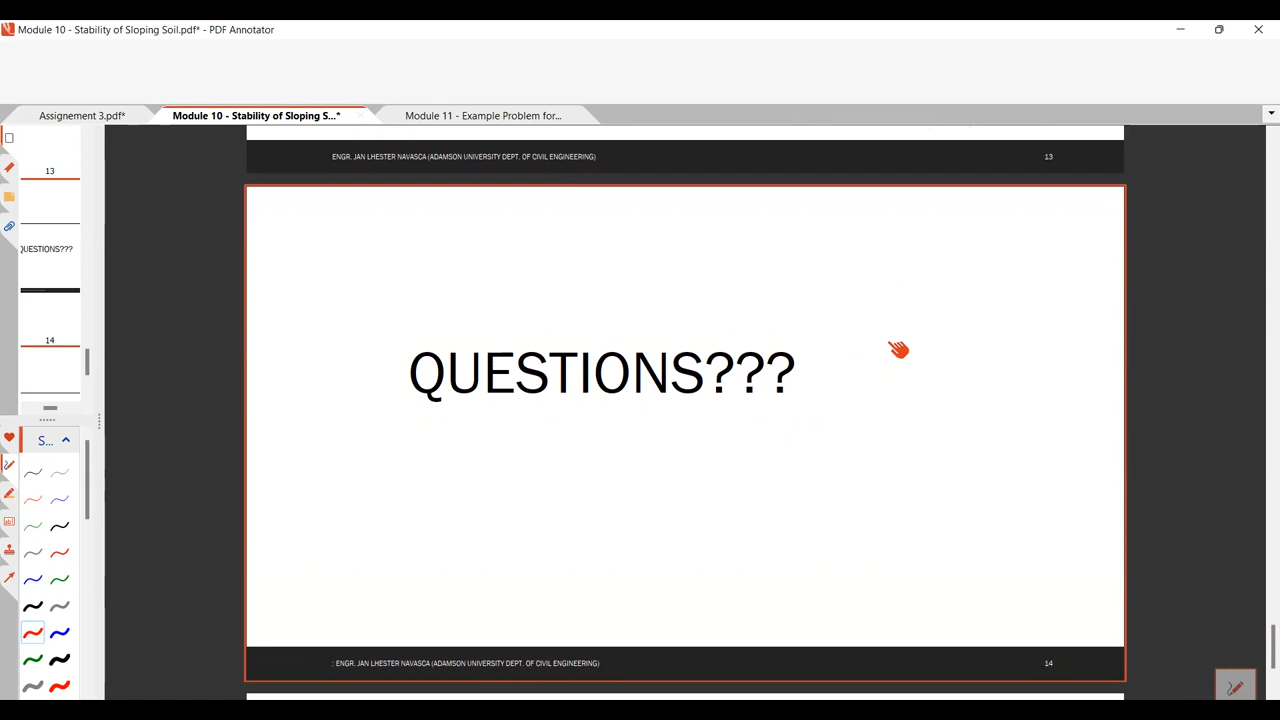 Module 10 - Stability of Sloping Soil.pdf* - PDF Annotator
Assignement 3.pdf*
Module 10 - Stability of Sloping S...*
Module 11 - Example Problem for...
13
ENGR. JAN LHESTER NAVASCA (ADAMSON UNIVERSITY DEPT. OF CIVIL ENGINEERING)
13
QUESTIONS???
14
S...
QUESTIONS???
: ENGR. JAN LHESTER NAVASCA (ADAMSON UNIVERSITY DEPT. OF CIVIL ENGINEERING)
14